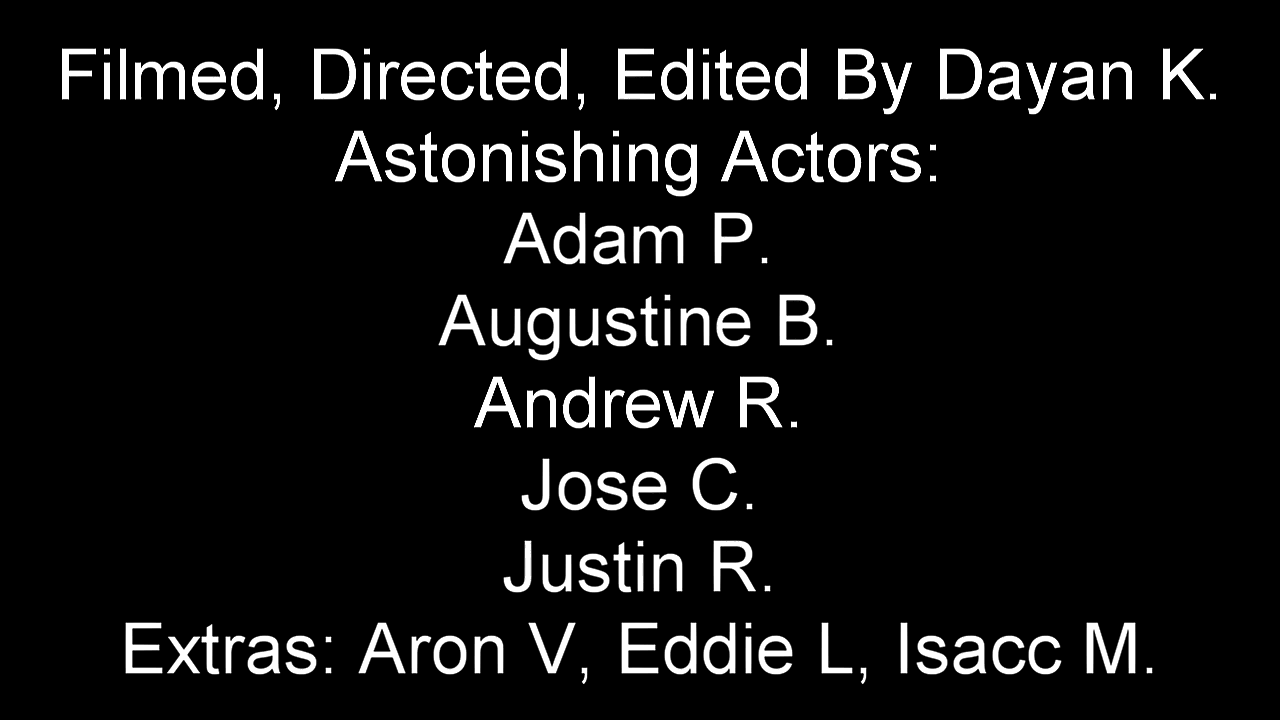 Filmed, Directed, Edited By Dayan K.
Astonishing Actors:
Adam P.
Augustine B.
Andrew R.
Jose C.
Justin R.
Extras: Aron V, Eddie L, Isacc M.